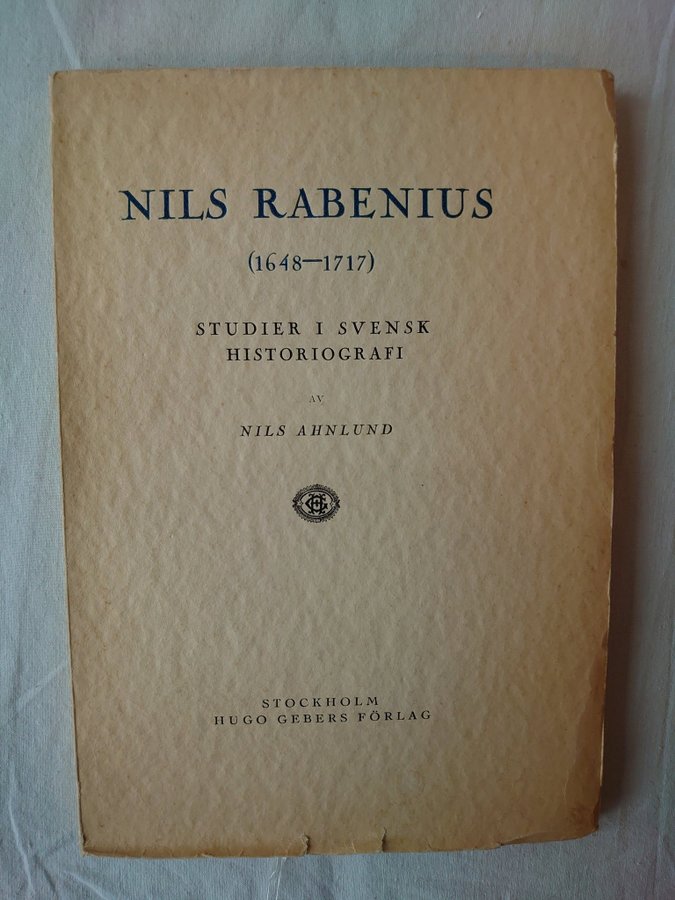 NILS RABENIUS
(1648—1717)
STUDIER I SVENSK
HISTORIOGRAFI
AV
NILS AHNLUND
STOCKHOLM
HUGO GEBERS FÖRLAG